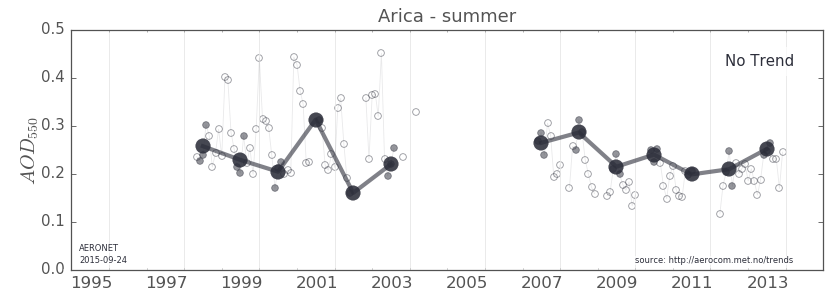 Arica - summer
0.5
No Trend
0.4
0.3
AOD550
0.2
0.1
AERONET
2015-09-24
source: http://aerocom.met.no/trends
0.0
1995 1997 1999 2001 2003 2005 2007 2009 2011 2013